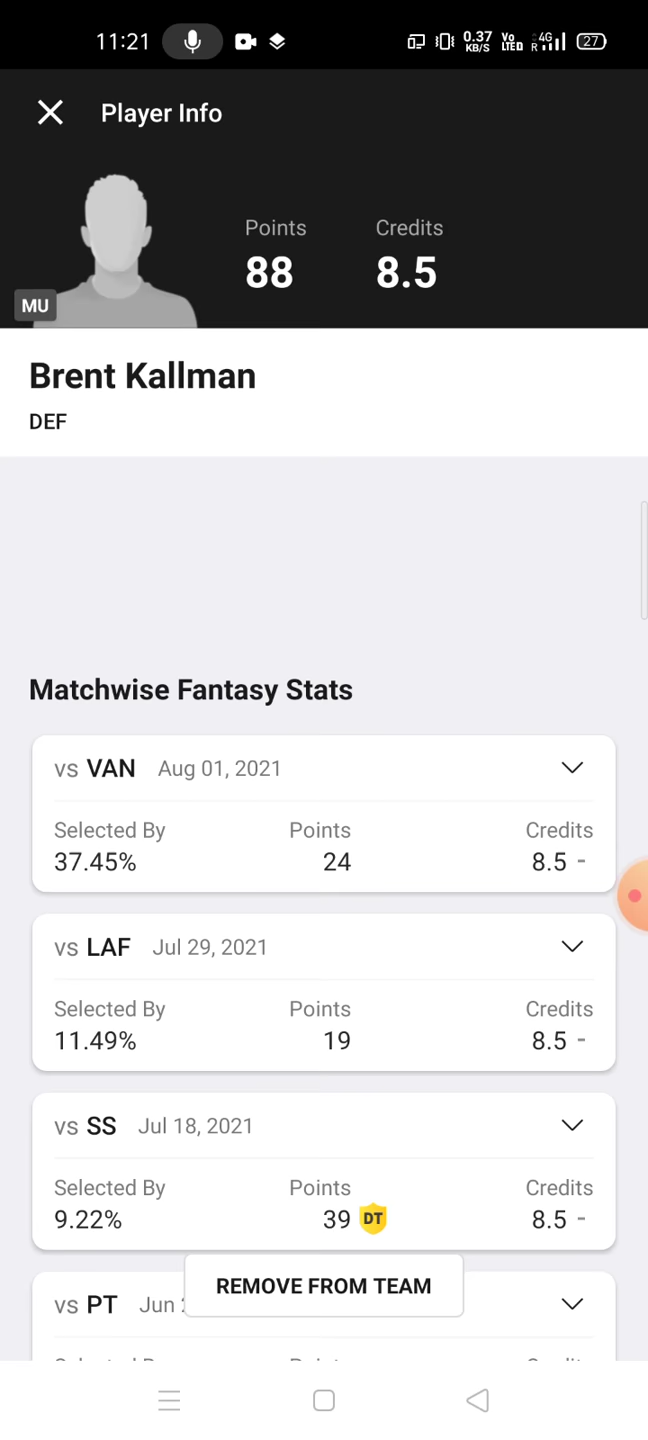 11:21 0.37 KB/S Vo LTED 4G R 27
Player Info
Points Credits
88 8.5
MU
Brent Kallman
DEF
Matchwise Fantasy Stats
vs VAN Aug 01, 2021
Selected By Points Credits
37.45% 24 8.5 -
vs LAF Jul 29, 2021
Selected By Points Credits
11.49% 19 8.5 -
vs SS Jul 18, 2021
Selected By Points Credits
9.22% 39 DT 8.5 -
REMOVE FROM TEAM
vs PT Jun